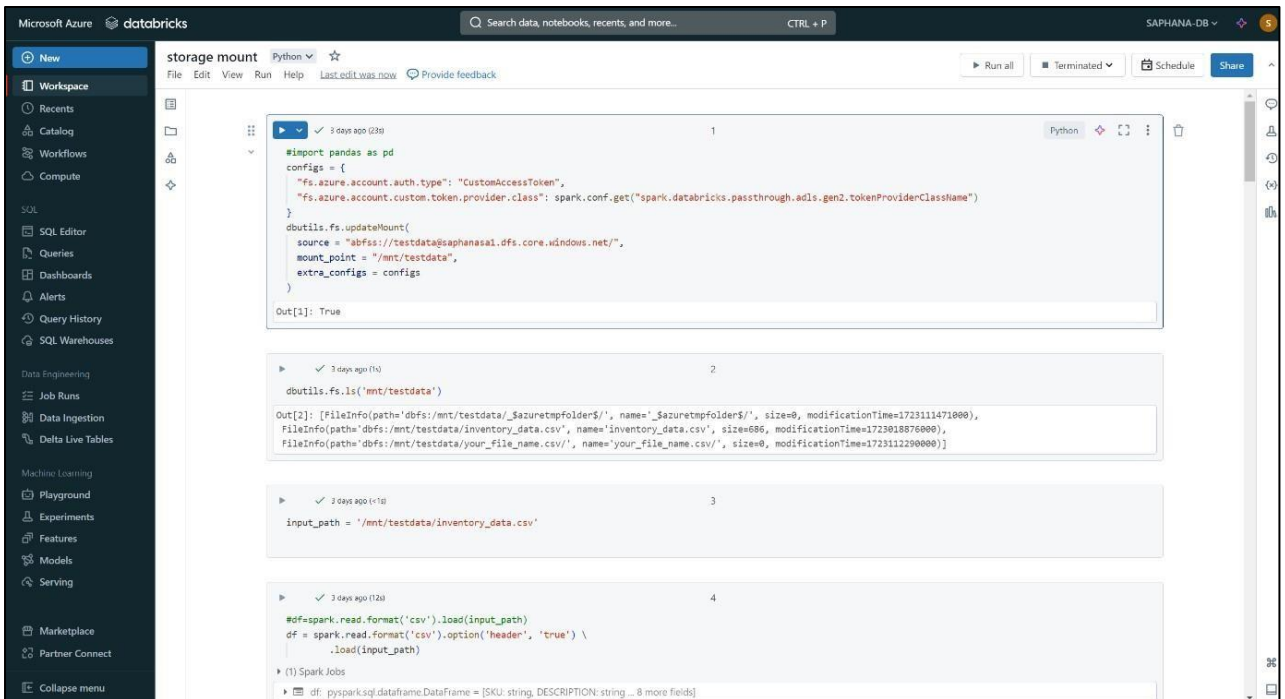 Microsoft Azure databricks Search data, notebooks, recents, and more... CTRL + P SAPHANA-DB S
New
Workspace
Recents
Catalog
Workflows
Compute
SQL
SQL Editor
Queries
Dashboards
Alerts
Query History
SQL Warehouses
Data Engineering
Job Runs
Data Ingestion
Delta Live Tables
Machine Learning
Playground
Experiments
Features
Models
Serving
Marketplace
Partner Connect
Collapse menu
storage mount Python
File Edit View Run Help Last edit was now Provide feedback
Run all Terminated Schedule Share
3 days ago (23s) 1 Python
#import pandas as pd
configs = {
"fs.azure.account.auth.type": "CustomAccessToken",
"fs.azure.account.custom.token.provider.class": spark.conf.get("spark.databricks.passthrough.adls.gen2.tokenProviderClassName")
}
dbutils.fs.updateMount(
source = "abfss://testdata@saphanasa1.dfs.core.windows.net/",
mount_point = "/mnt/testdata",
extra_configs = configs
)
Out[1]: True
3 days ago (1s) 2
dbutils.fs.ls('mnt/testdata')
Out[2]: [FileInfo(path='dbfs:/mnt/testdata/_$azuretmpfolder$/', name='_$azuretmpfolder$/', size=0, modificationTime=1723111471000),
FileInfo(path='dbfs:/mnt/testdata/inventory_data.csv', name='inventory_data.csv', size=686, modificationTime=1723018876000),
FileInfo(path='dbfs:/mnt/testdata/your_file_name.csv/', name='your_file_name.csv/', size=0, modificationTime=1723112290000)]
3 days ago (<1s) 3
input_path = '/mnt/testdata/inventory_data.csv'
3 days ago (12s) 4
#df=spark.read.format('csv').load(input_path)
df = spark.read.format('csv').option('header', 'true') \
.load(input_path)
(1) Spark Jobs
df: pyspark.sql.dataframe.DataFrame = [SKU: string, DESCRIPTION: string ... 8 more fields]